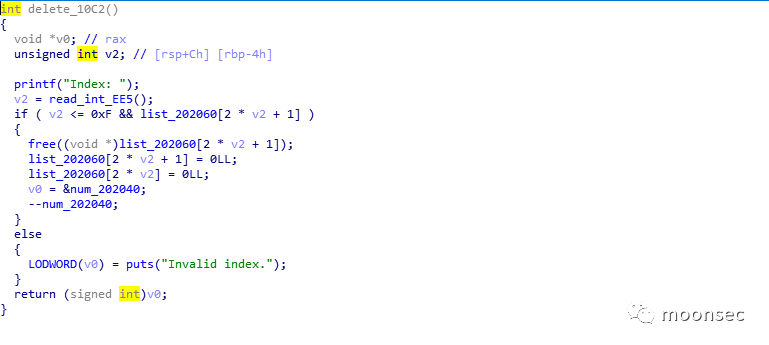 int delete_10C2()
{
  void *v0; // rax
  unsigned int v2; // [rsp+Ch] [rbp-4h]

  printf("Index: ");
  v2 = read_int_EE5();
  if ( v2 <= 0xF && list_202060[2 * v2 + 1] )
  {
    free((void *)list_202060[2 * v2 + 1]);
    list_202060[2 * v2 + 1] = 0LL;
    list_202060[2 * v2] = 0LL;
    v0 = &num_202040;
    --num_202040;
  }
  else
  {
    LODWORD(v0) = puts("Invalid index.");
  }
  return (signed int)v0;
}
moonsec